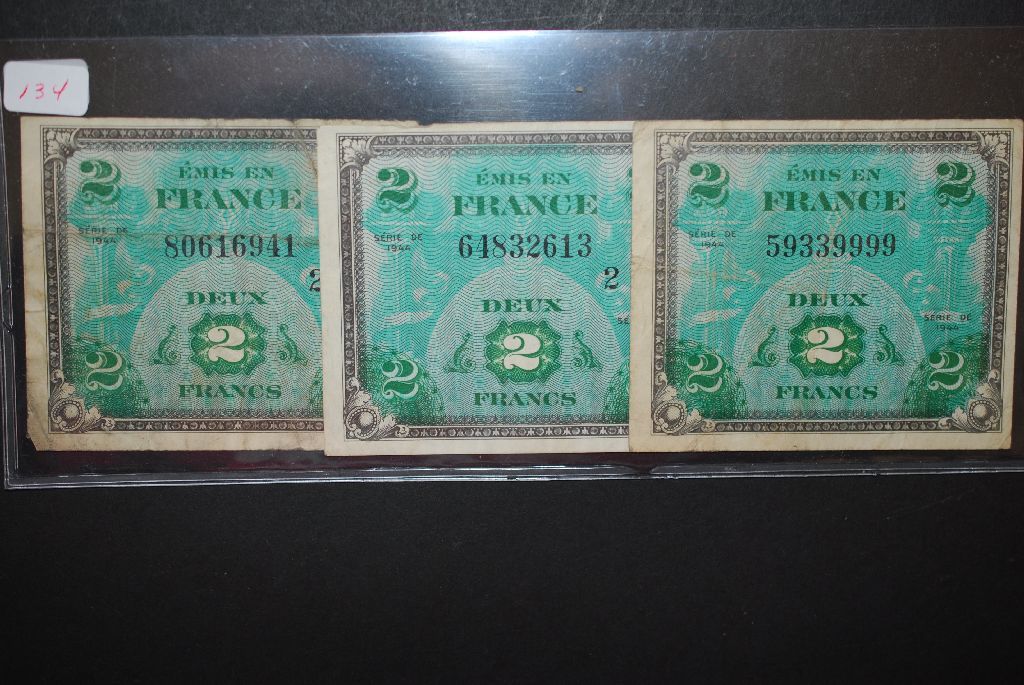 134
2
ÉMIS EN
FRANCE
SÉRIE DE
1944
80616941
2
DEUX
2
2
FRANCS
2
ÉMIS EN
FRANCE
SÉRIE DE
1944
64832613
2
DEUX
SE
2
2
FRANCS
2
ÉMIS EN
2
FRANCE
SÉRIE DE
1944
59339999
DEUX
SÉRIE DE
1944
2
2
2
FRANCS